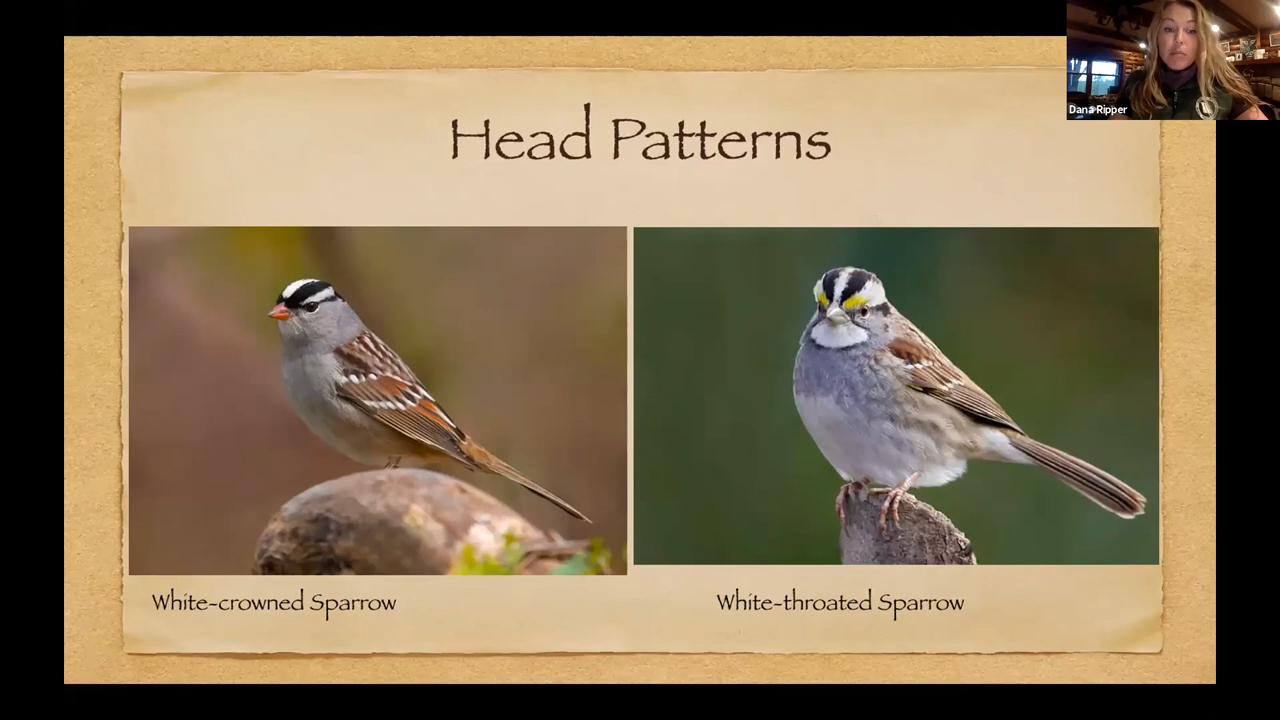 Head Patterns
Dana Ripper
White-crowned Sparrow
White-throated Sparrow